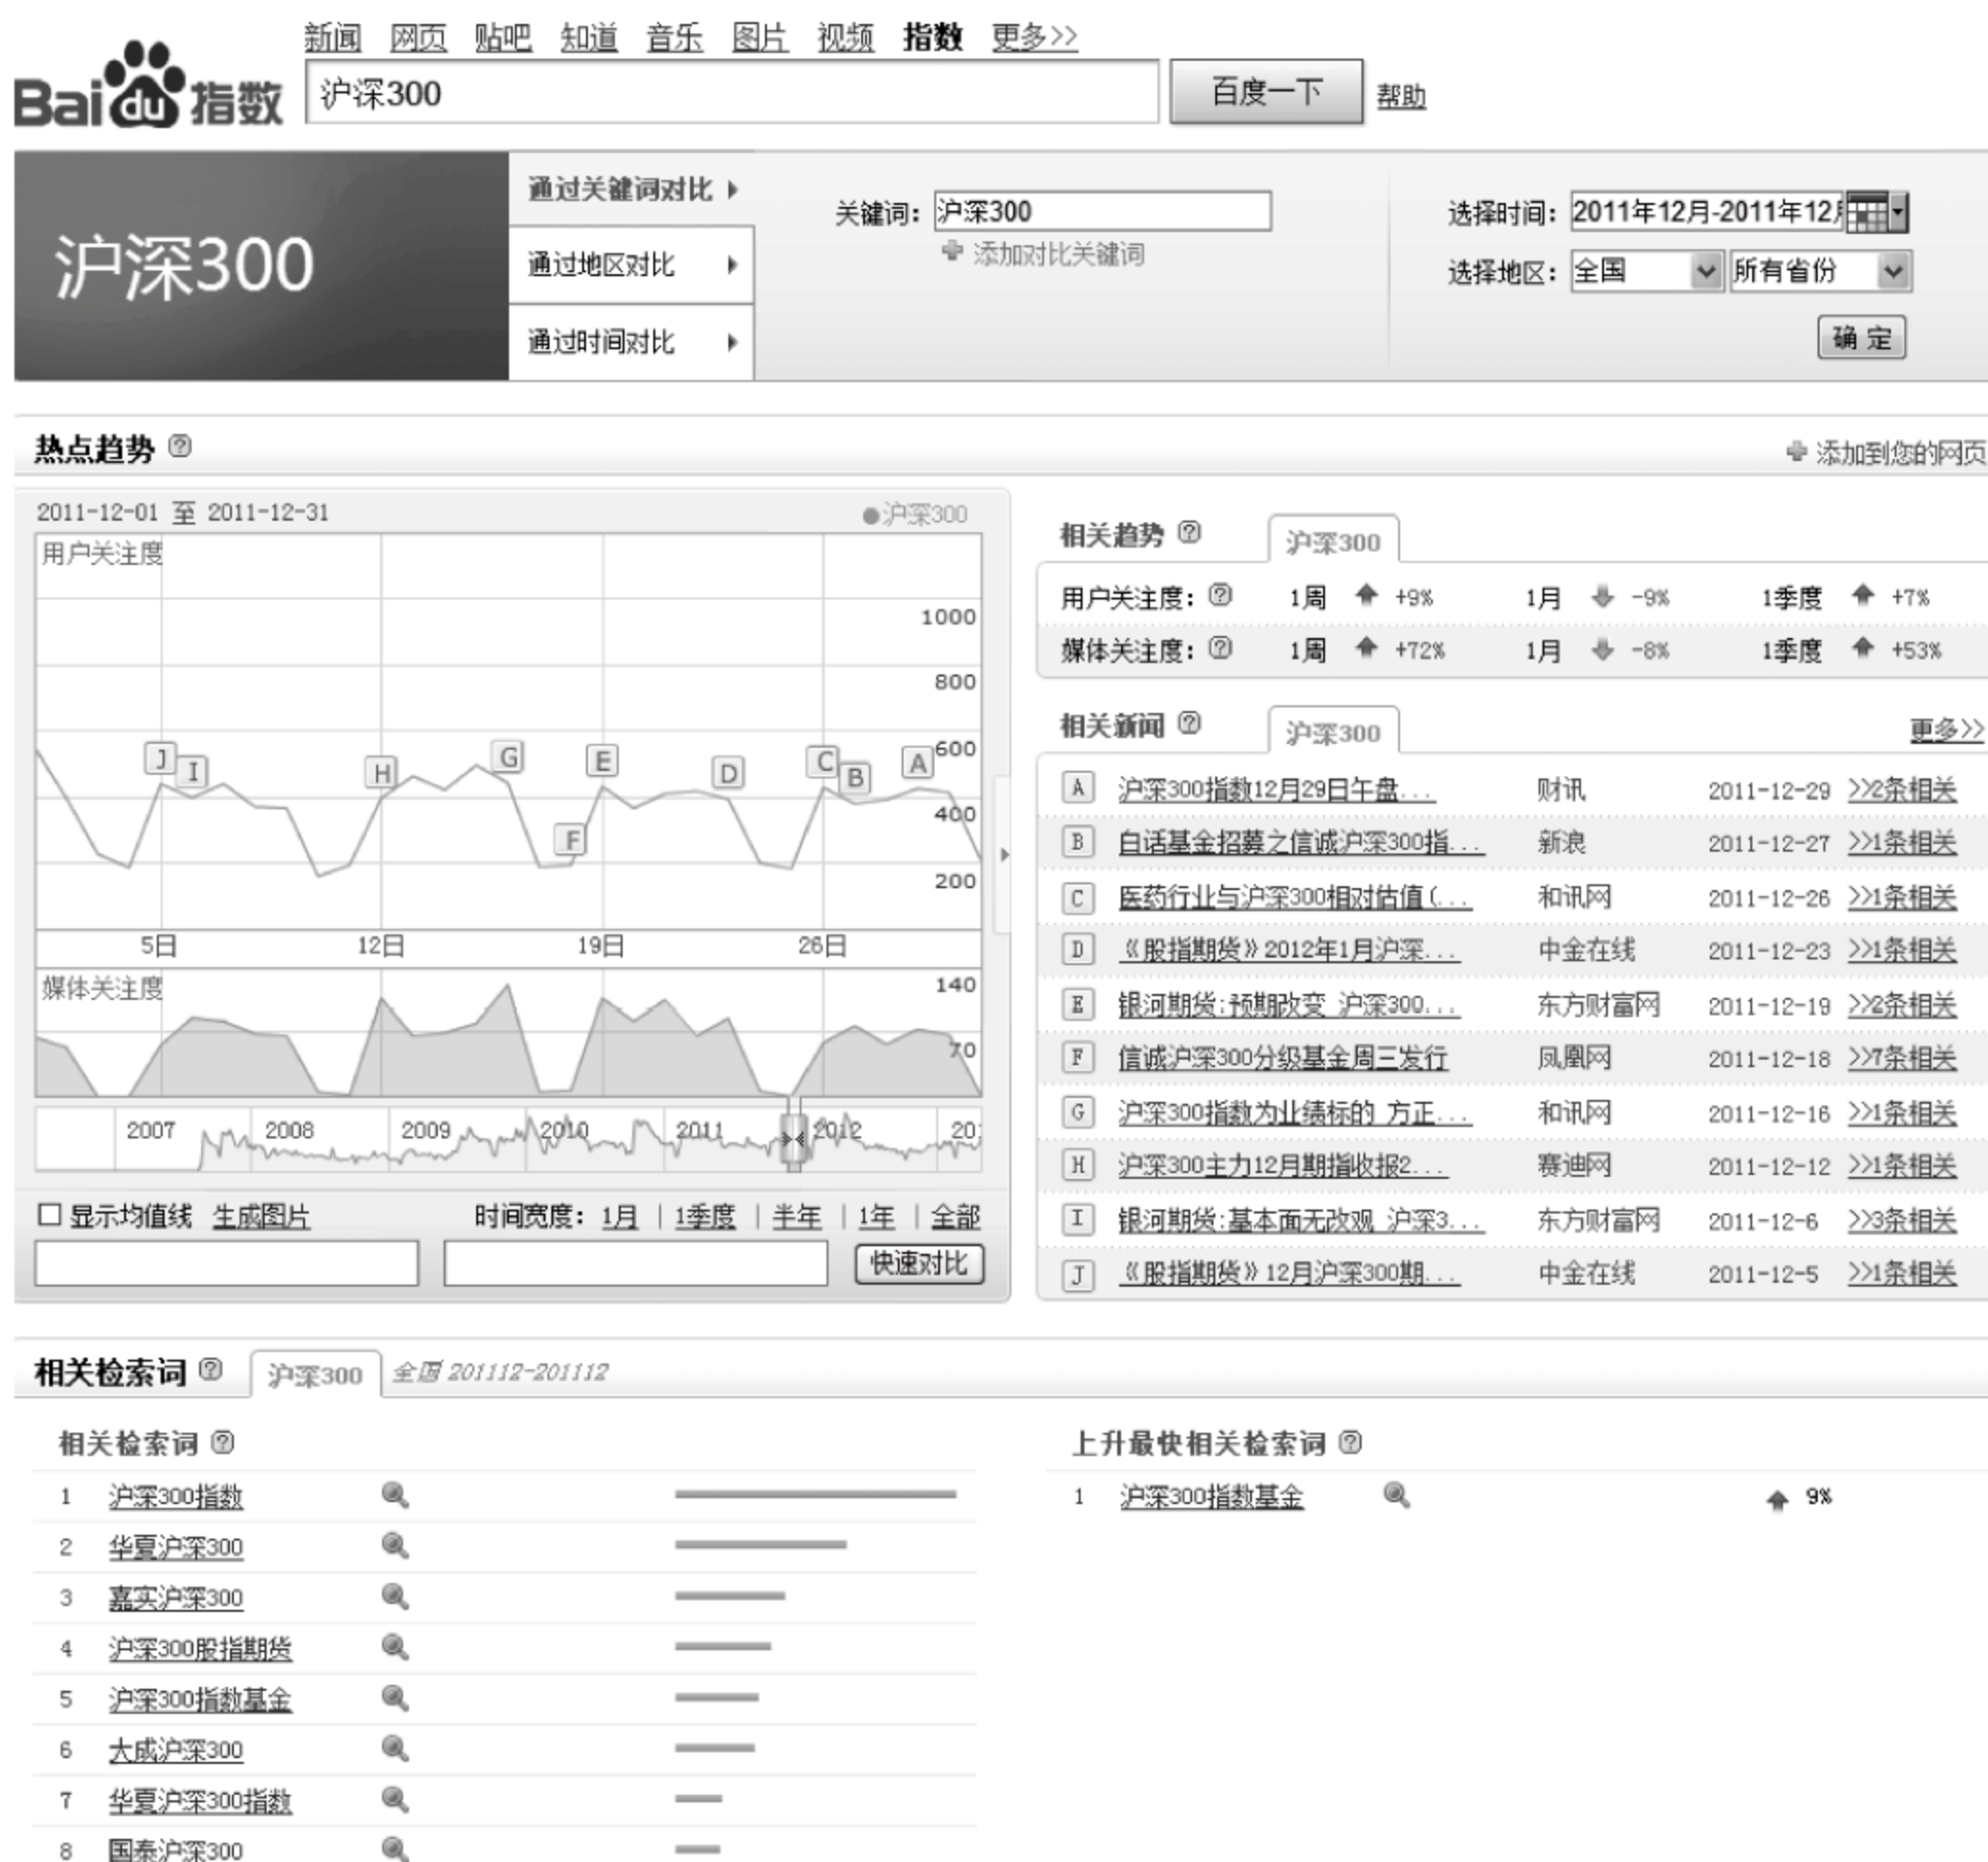 新闻 网页 贴吧 知道 音乐 图片 视频 指数 更多>>
Bai du 指数 沪深300 百度一下 帮助
沪深300
通过关键词对比
通过地区对比
通过时间对比
关键词: 沪深300
添加对比关键词
选择时间: 2011年12月-2011年12月
选择地区: 全国 所有省份
确 定
热点趋势 ? 添加到您的网页
2011-12-01 至 2011-12-31 沪深300
用户关注度
1000
800
600
400
200
J I H G F E D C B A
5日 12日 19日 26日
媒体关注度
140
70
2007 2008 2009 2010 2011 2012 20
显示均值线 生成图片 时间宽度: 1月 | 1季度 | 半年 | 1年 | 全部
快速对比
相关趋势 ? 沪深300
用户关注度: ? 1周 +9% 1月 -9% 1季度 +7%
媒体关注度: ? 1周 +72% 1月 -8% 1季度 +53%
相关新闻 ? 沪深300 更多>>
A 沪深300指数12月29日午盘... 财讯 2011-12-29 >>2条相关
B 白话基金招募之信诚沪深300指... 新浪 2011-12-27 >>1条相关
C 医药行业与沪深300相对估值(... 和讯网 2011-12-26 >>1条相关
D 《股指期货》2012年1月沪深... 中金在线 2011-12-23 >>1条相关
E 银河期货:预期改变 沪深300... 东方财富网 2011-12-19 >>2条相关
F 信诚沪深300分级基金周三发行 凤凰网 2011-12-18 >>7条相关
G 沪深300指数为业绩标的 方正... 和讯网 2011-12-16 >>1条相关
H 沪深300主力12月期指收报2... 赛迪网 2011-12-12 >>1条相关
I 银河期货:基本面无改观 沪深3... 东方财富网 2011-12-6 >>3条相关
J 《股指期货》12月沪深300期... 中金在线 2011-12-5 >>1条相关
相关检索词 ? 沪深300 全国 201112-201112
相关检索词 ?
1 沪深300指数
2 华夏沪深300
3 嘉实沪深300
4 沪深300股指期货
5 沪深300指数基金
6 大成沪深300
7 华夏沪深300指数
8 国泰沪深300
上升最快相关检索词 ?
1 沪深300指数基金 9%